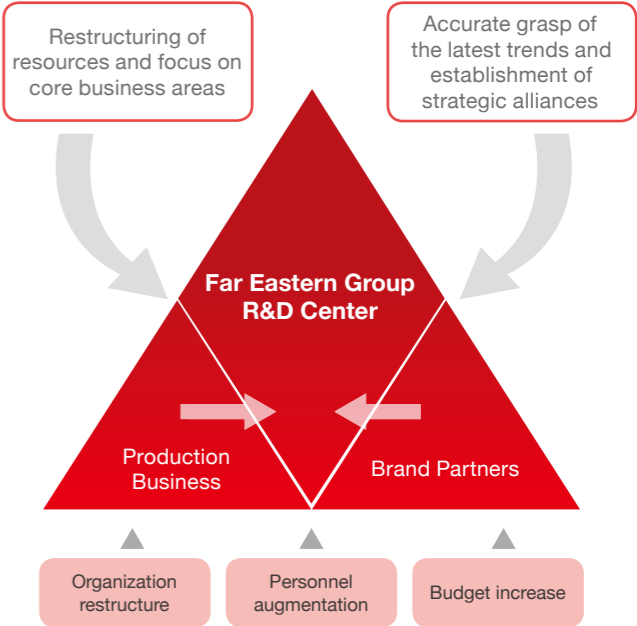 Restructuring of
resources and focus on
core business areas
Accurate grasp of
the latest trends and
establishment of
strategic alliances
Far Eastern Group
R&D Center
Production
Business
Brand Partners
Organization
restructure
Personnel
augmentation
Budget increase